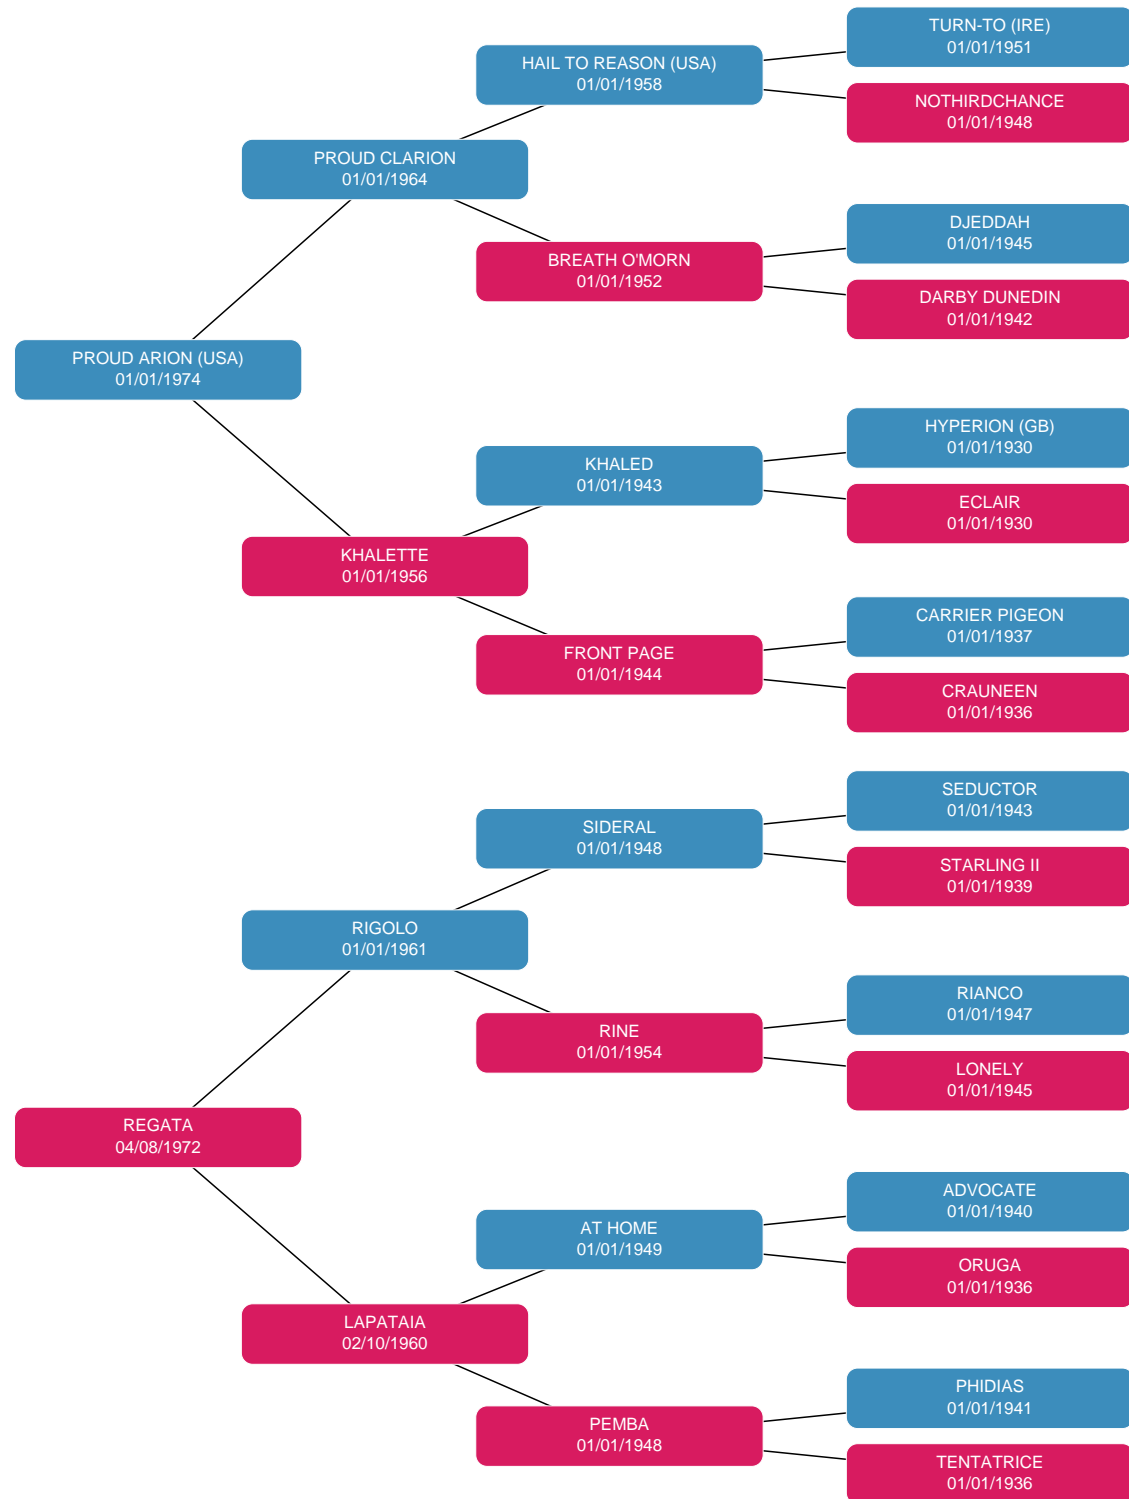 TURN-TO (IRE)
01/01/1951
HAIL TO REASON (USA)
01/01/1958
NOTHIRDCHANCE
01/01/1948
PROUD CLARION
01/01/1964
DJEDDAH
01/01/1945
BREATH O'MORN
01/01/1952
DARBY DUNEDIN
01/01/1942
PROUD ARION (USA)
01/01/1974
HYPERION (GB)
01/01/1930
KHALED
01/01/1943
ECLAIR
01/01/1930
KHALETTE
01/01/1956
CARRIER PIGEON
01/01/1937
FRONT PAGE
01/01/1944
CRAUNEEN
01/01/1936
SEDUCTOR
01/01/1943
SIDERAL
01/01/1948
STARLING II
01/01/1939
RIGOLO
01/01/1961
RIANCO
01/01/1947
RINE
01/01/1954
LONELY
01/01/1945
REGATA
04/08/1972
ADVOCATE
01/01/1940
AT HOME
01/01/1949
ORUGA
01/01/1936
LAPATAIA
02/10/1960
PHIDIAS
01/01/1941
PEMBA
01/01/1948
TENTATRICE
01/01/1936